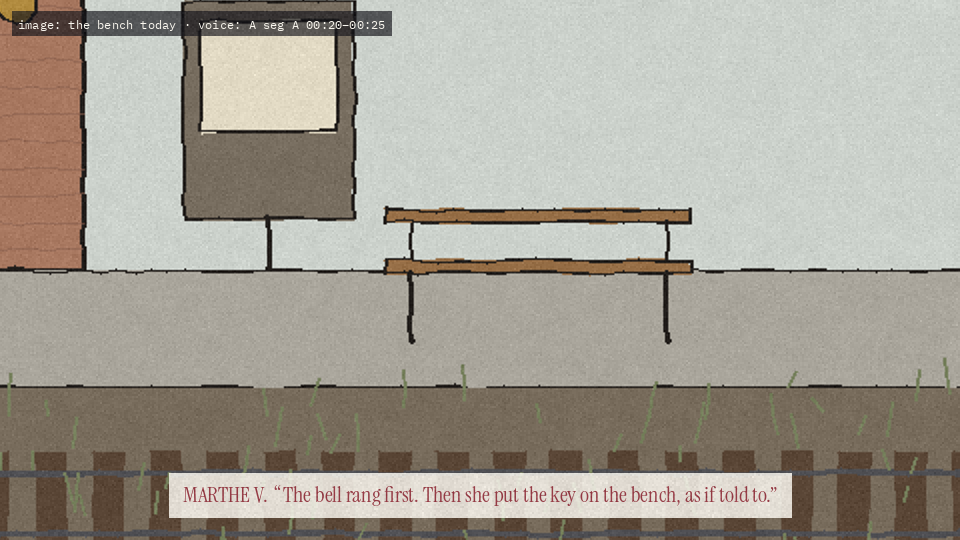 image: the bench today · voice: A seg A 00:20–00:25
MARTHE V. “The bell rang first. Then she put the key on the bench, as if told to.”